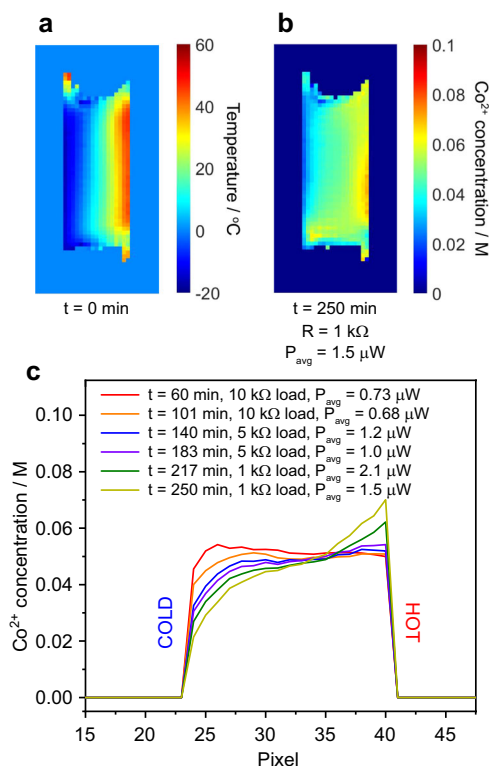 a
60
40
20
0
-20
Temperature / °C
t = 0 min
b
0.1
0.08
0.06
0.04
0.02
0
Co²⁺ concentration / M
t = 250 min
R = 1 kΩ
P_avg = 1.5 μW
c
t = 60 min, 10 kΩ load, P_avg = 0.73 μW
t = 101 min, 10 kΩ load, P_avg = 0.68 μW
t = 140 min, 5 kΩ load, P_avg = 1.2 μW
t = 183 min, 5 kΩ load, P_avg = 1.0 μW
t = 217 min, 1 kΩ load, P_avg = 2.1 μW
t = 250 min, 1 kΩ load, P_avg = 1.5 μW
Co²⁺ concentration / M
0.10
0.08
0.06
0.04
0.02
0.00
COLD
HOT
15 20 25 30 35 40 45
Pixel